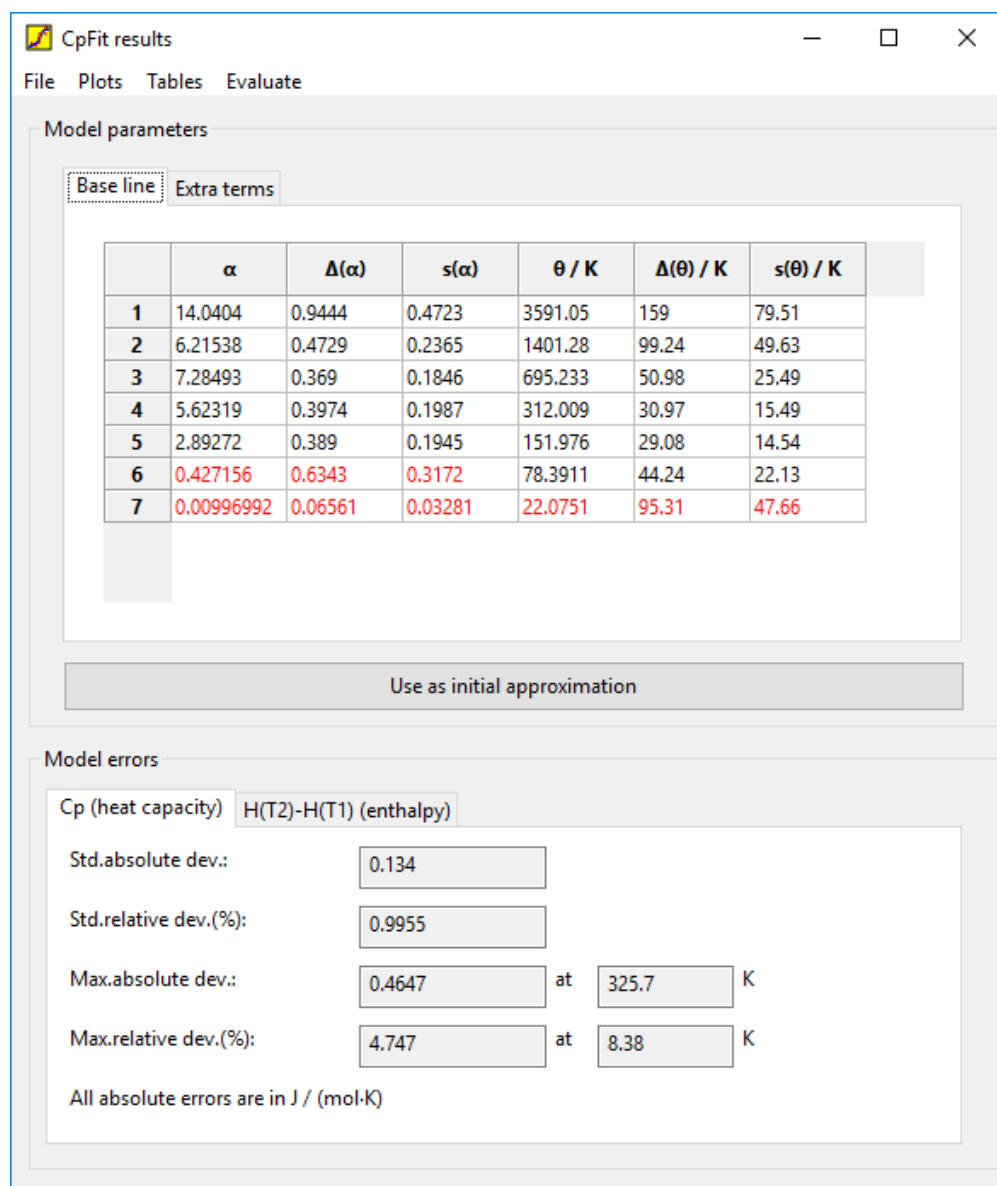 CpFit results
File Plots Tables Evaluate
Model parameters
Base line Extra terms
α Δ(α) s(α) θ / K Δ(θ) / K s(θ) / K
1 14.0404 0.9444 0.4723 3591.05 159 79.51
2 6.21538 0.4729 0.2365 1401.28 99.24 49.63
3 7.28493 0.369 0.1846 695.233 50.98 25.49
4 5.62319 0.3974 0.1987 312.009 30.97 15.49
5 2.89272 0.389 0.1945 151.976 29.08 14.54
6 0.427156 0.6343 0.3172 78.3911 44.24 22.13
7 0.00996992 0.06561 0.03281 22.0751 95.31 47.66
Use as initial approximation
Model errors
Cp (heat capacity) H(T2)-H(T1) (enthalpy)
Std.absolute dev.: 0.134
Std.relative dev.(%): 0.9955
Max.absolute dev.: 0.4647 at 325.7 K
Max.relative dev.(%): 4.747 at 8.38 K
All absolute errors are in J / (mol·K)